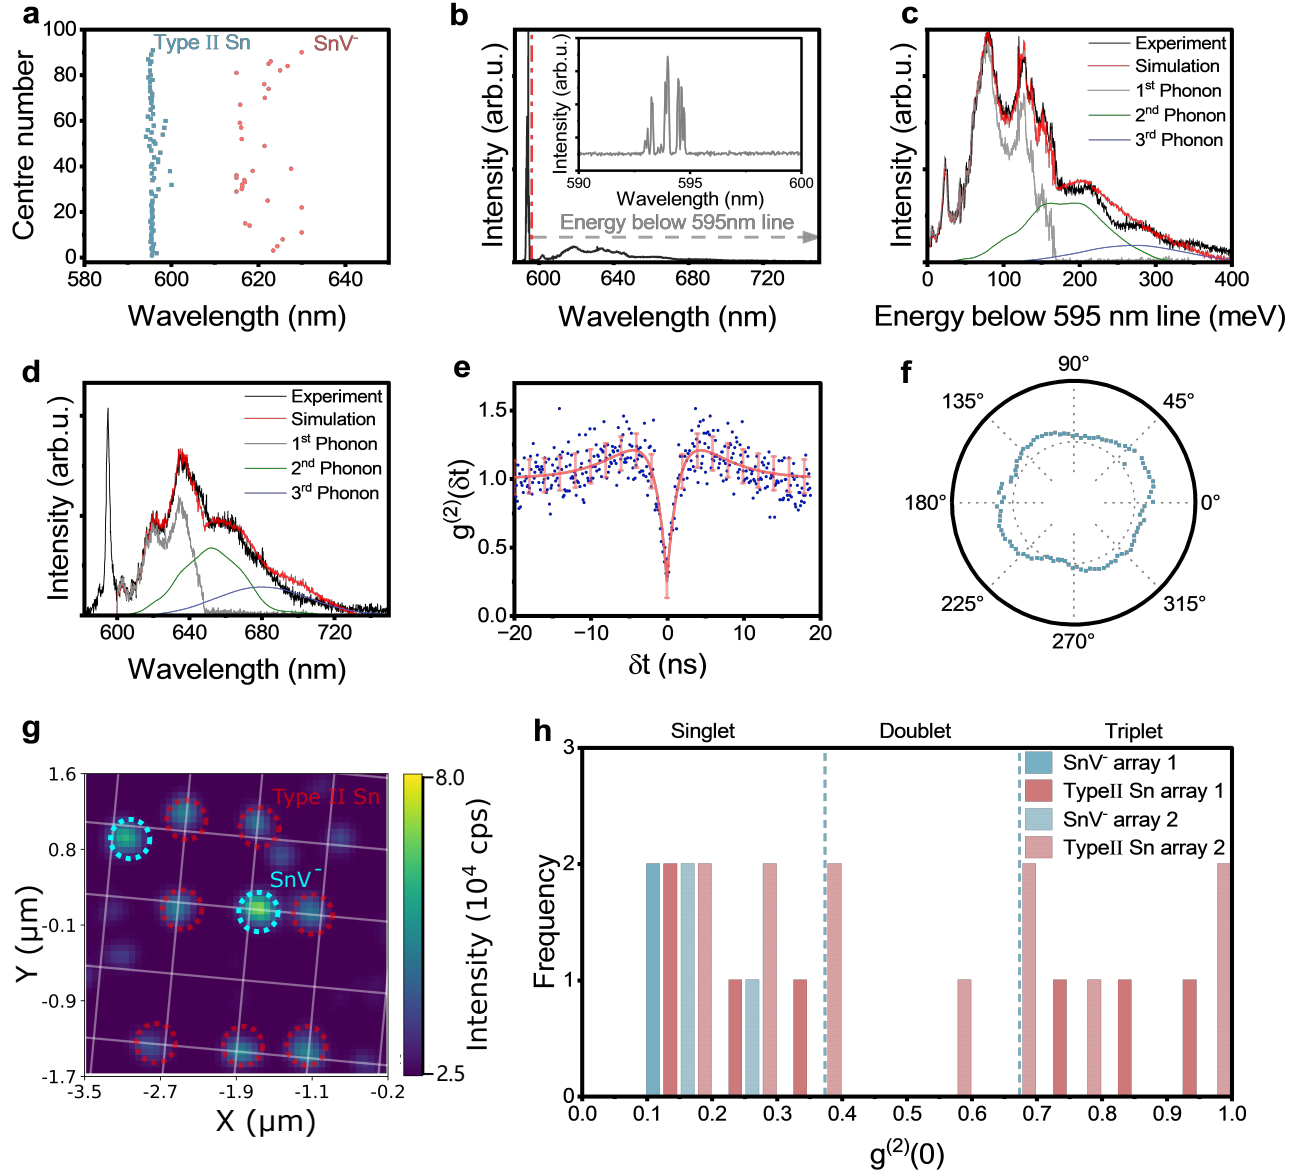 a
Type II Sn
SnV⁻
Centre number
100
80
60
40
20
0
580
600
620
640
Wavelength (nm)
b
Intensity (arb.u.)
Intensity (arb.u.)
590
595
600
Wavelength (nm)
Energy below 595nm line
600
640
680
720
Wavelength (nm)
c
Experiment
Simulation
1st Phonon
2nd Phonon
3rd Phonon
Intensity (arb.u.)
0
100
200
300
400
Energy below 595 nm line (meV)
d
Experiment
Simulation
1st Phonon
2nd Phonon
3rd Phonon
Intensity (arb.u.)
600
640
680
720
Wavelength (nm)
e
g(2)(δt)
1.5
1.0
0.5
0.0
−20
−10
0
10
20
δt (ns)
f
90°
135°
45°
180°
0°
225°
315°
270°
g
Type II Sn
SnV⁻
Y (μm)
1.6
0.8
-0.1
-0.9
-1.7
-3.5
-2.7
-1.9
-1.1
-0.2
X (μm)
8.0
2.5
Intensity (10⁴ cps)
h
Singlet
Doublet
Triplet
SnV⁻ array 1
TypeII Sn array 1
SnV⁻ array 2
TypeII Sn array 2
Frequency
3
2
1
0
0.0
0.1
0.2
0.3
0.4
0.5
0.6
0.7
0.8
0.9
1.0
g(2)(0)